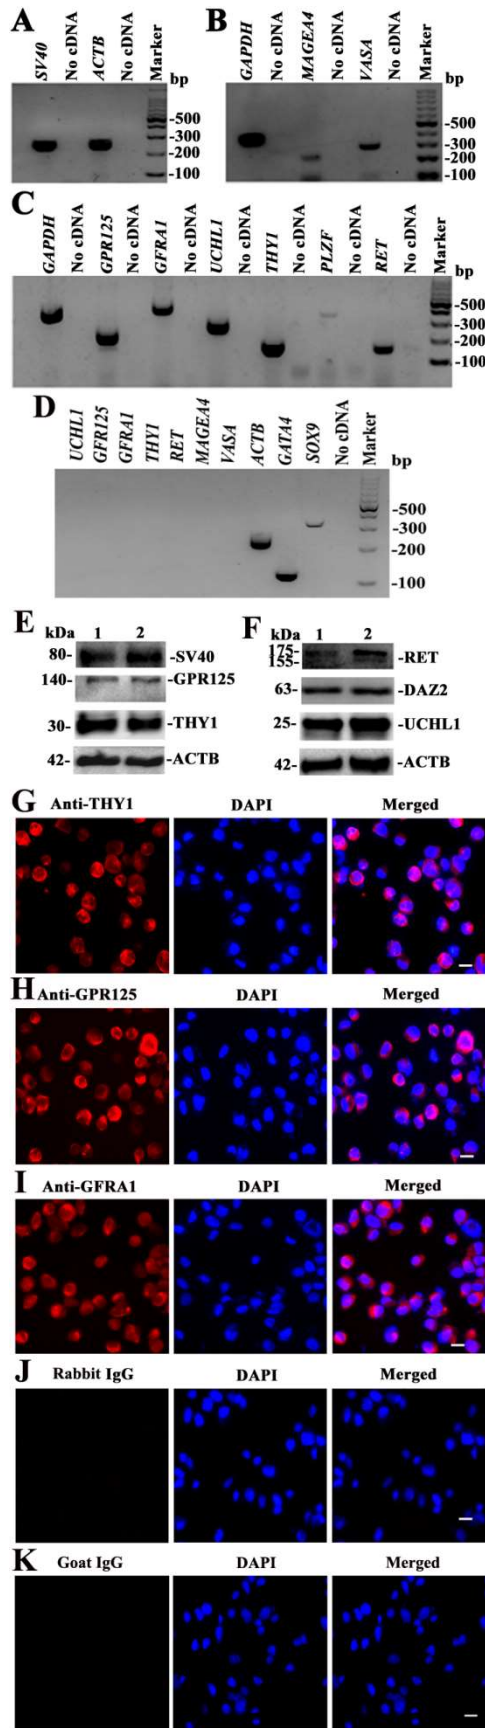 A
SV40 No cDNA ACTB No cDNA Marker
bp
-500
-300
-200
-100
B
GAPDH No cDNA MAGEA4 No cDNA VASA No cDNA Marker
bp
-500
-300
-200
-100
C
GAPDH No cDNA GPR125 No cDNA GFRA1 No cDNA UCHL1 No cDNA THY1 No cDNA PLZF No cDNA RET No cDNA Marker
bp
-500
-300
-200
-100
D
UCHL1 GFR125 GFRA1 THY1 RET MAGEA4 VASA ACTB GATA4 SOX9 No cDNA Marker
bp
-500
-300
-200
-100
E
kDa 1 2
80- -SV40
140- -GPR125
30- -THY1
42- -ACTB
F
kDa 1 2
175- -RET
155-
63- -DAZ2
25- -UCHL1
42- -ACTB
G Anti-THY1 DAPI Merged
H Anti-GPR125 DAPI Merged
I Anti-GFRA1 DAPI Merged
J Rabbit IgG DAPI Merged
K Goat IgG DAPI Merged